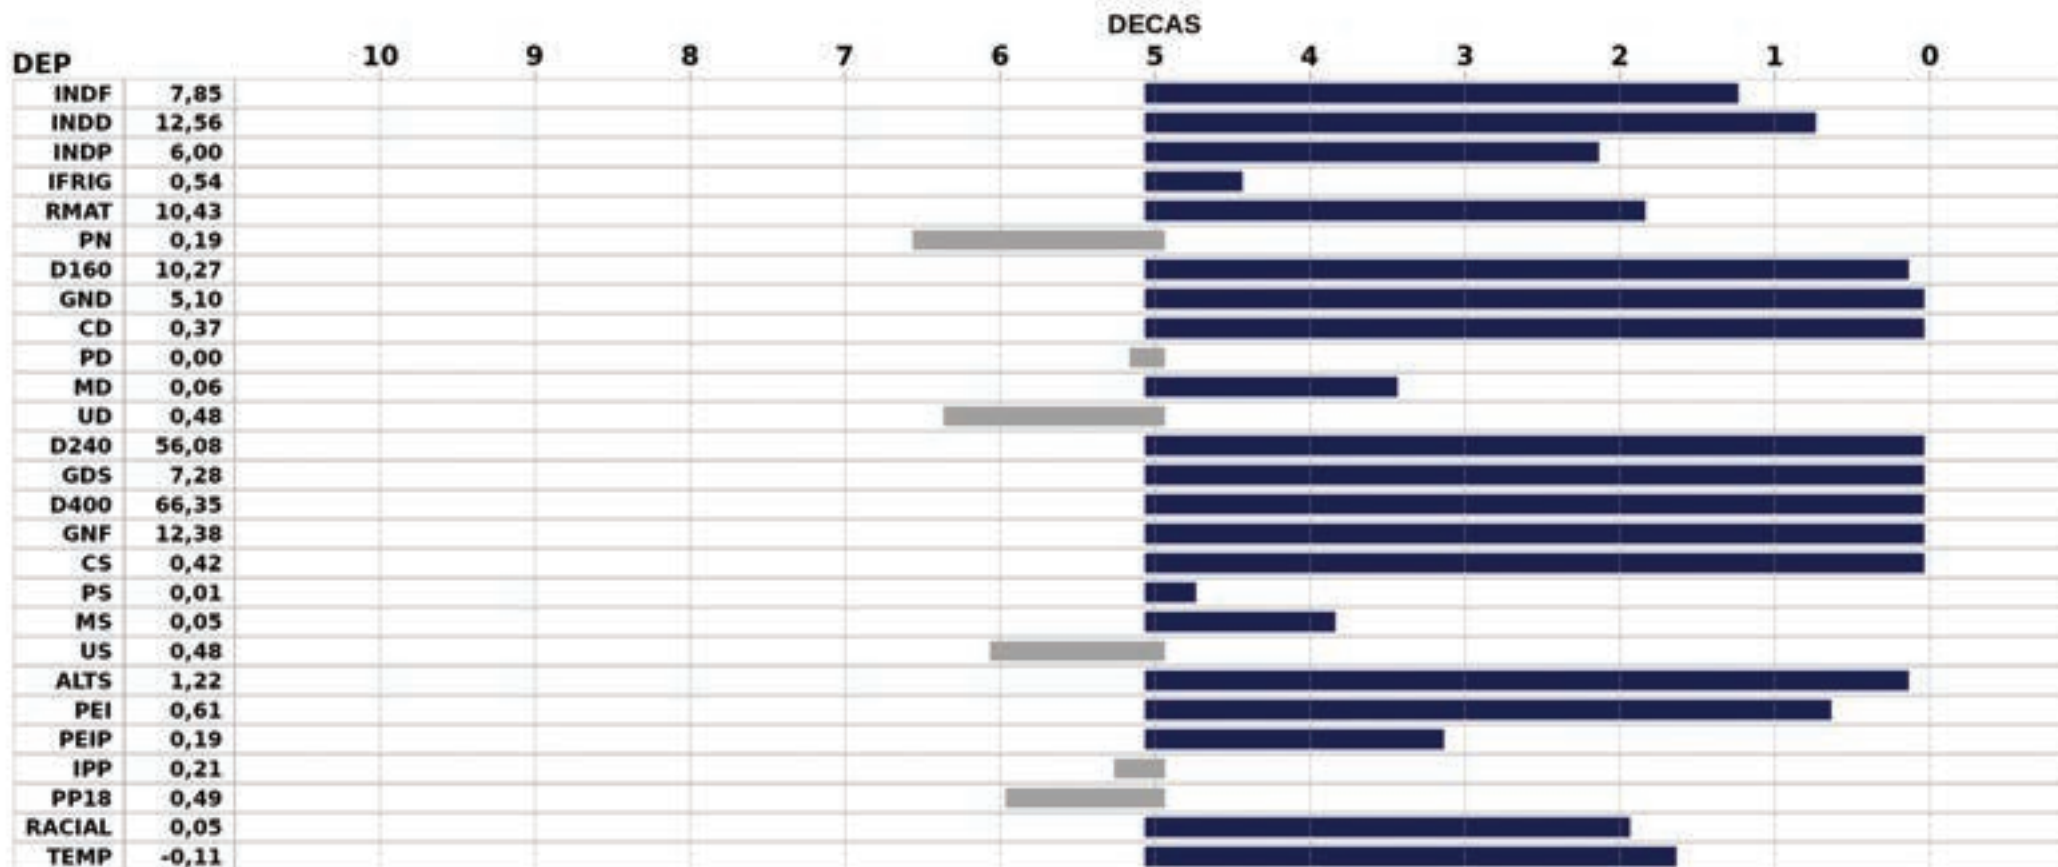 DECAS
DEP 10 9 8 7 6 5 4 3 2 1 0
INDF 7,85
INDD 12,56
INDP 6,00
IFRIG 0,54
RMAT 10,43
PN 0,19
D160 10,27
GND 5,10
CD 0,37
PD 0,00
MD 0,06
UD 0,48
D240 56,08
GDS 7,28
D400 66,35
GNF 12,38
CS 0,42
PS 0,01
MS 0,05
US 0,48
ALTS 1,22
PEI 0,61
PEIP 0,19
IPP 0,21
PP18 0,49
RACIAL 0,05
TEMP -0,11